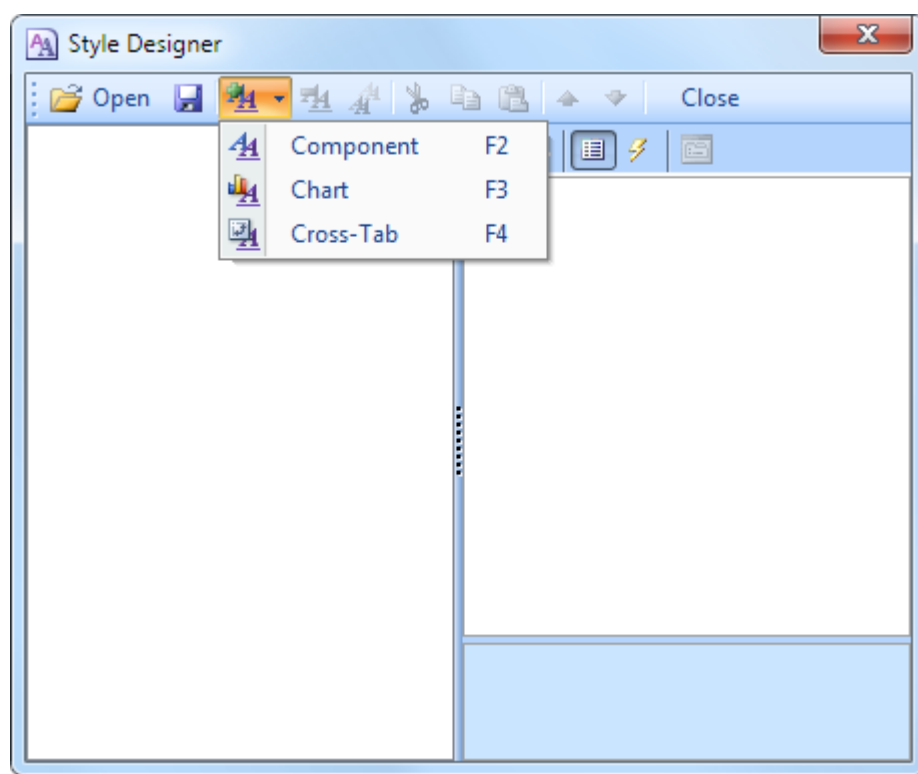 Style Designer
Open Close
Component F2
Chart F3
Cross-Tab F4